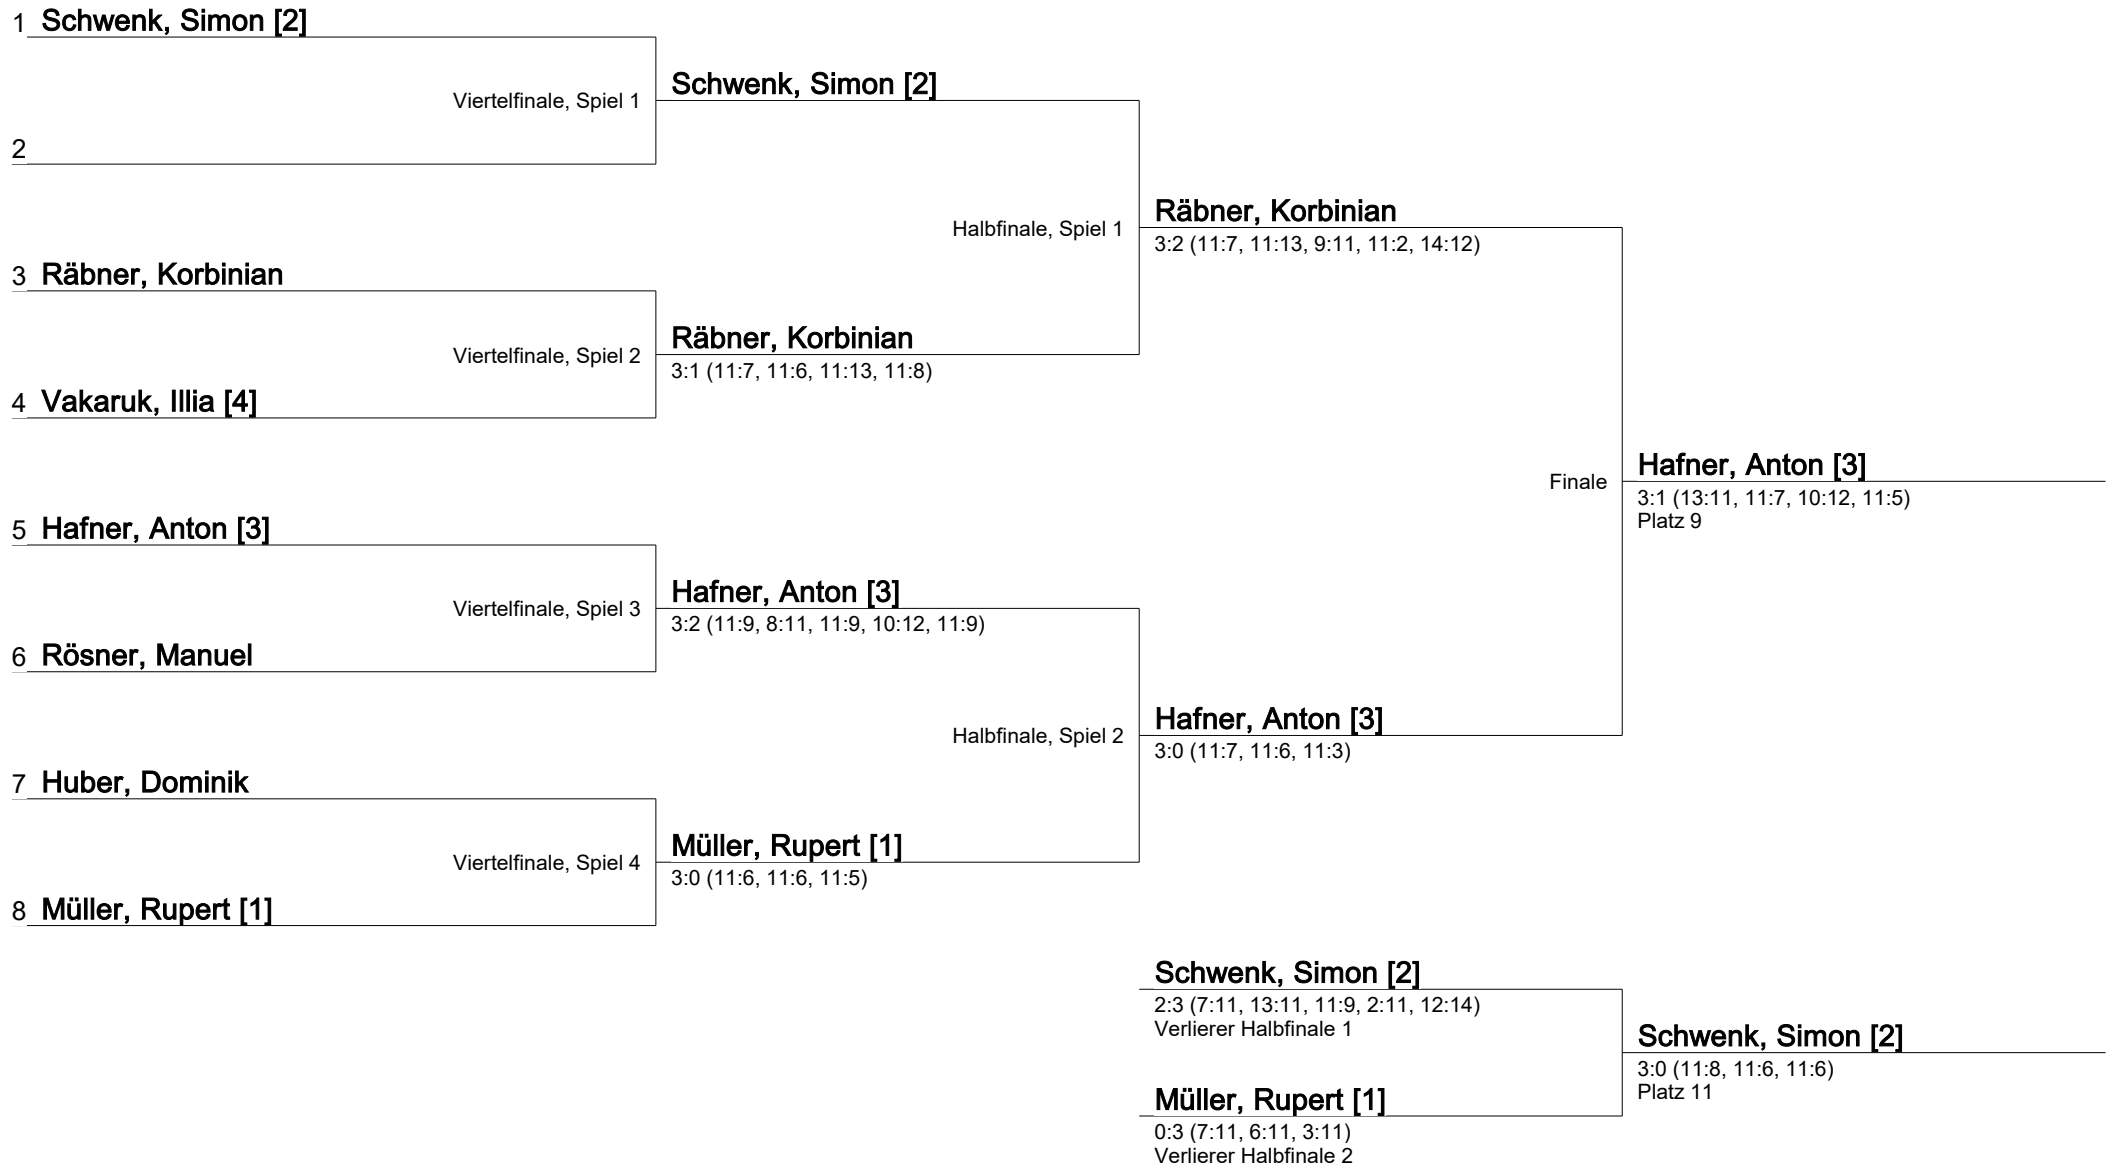 1 Schwenk, Simon [2]
Viertelfinale, Spiel 1
Schwenk, Simon [2]
2
Halbfinale, Spiel 1
Räbner, Korbinian
3:2 (11:7, 11:13, 9:11, 11:2, 14:12)
3 Räbner, Korbinian
Viertelfinale, Spiel 2
Räbner, Korbinian
3:1 (11:7, 11:6, 11:13, 11:8)
4 Vakaruk, Illia [4]
Finale
Hafner, Anton [3]
3:1 (13:11, 11:7, 10:12, 11:5)
Platz 9
5 Hafner, Anton [3]
Viertelfinale, Spiel 3
Hafner, Anton [3]
3:2 (11:9, 8:11, 11:9, 10:12, 11:9)
6 Rösner, Manuel
Halbfinale, Spiel 2
Hafner, Anton [3]
3:0 (11:7, 11:6, 11:3)
7 Huber, Dominik
Viertelfinale, Spiel 4
Müller, Rupert [1]
3:0 (11:6, 11:6, 11:5)
8 Müller, Rupert [1]
Schwenk, Simon [2]
2:3 (7:11, 13:11, 11:9, 2:11, 12:14)
Verlierer Halbfinale 1
Schwenk, Simon [2]
3:0 (11:8, 11:6, 11:6)
Platz 11
Müller, Rupert [1]
0:3 (7:11, 6:11, 3:11)
Verlierer Halbfinale 2